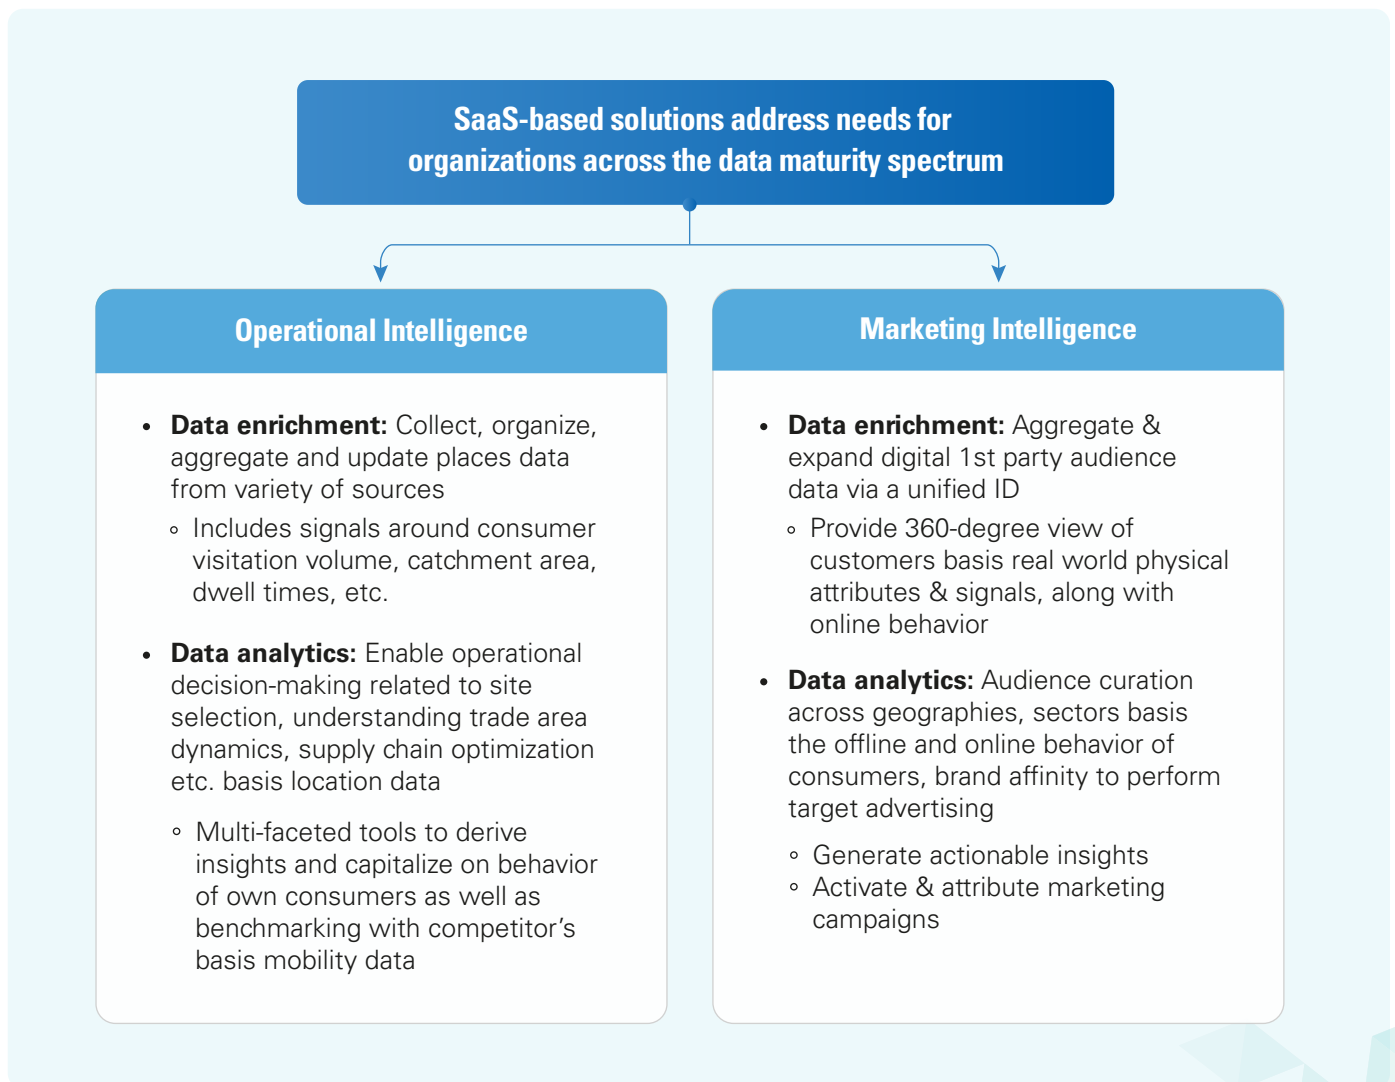 SaaS-based solutions address needs for
organizations across the data maturity spectrum
Operational Intelligence
• Data enrichment: Collect, organize,
aggregate and update places data
from variety of sources
◦ Includes signals around consumer
visitation volume, catchment area,
dwell times, etc.
• Data analytics: Enable operational
decision-making related to site
selection, understanding trade area
dynamics, supply chain optimization
etc. basis location data
◦ Multi-faceted tools to derive
insights and capitalize on behavior
of own consumers as well as
benchmarking with competitor's
basis mobility data
Marketing Intelligence
• Data enrichment: Aggregate &
expand digital 1st party audience
data via a unified ID
◦ Provide 360-degree view of
customers basis real world physical
attributes & signals, along with
online behavior
• Data analytics: Audience curation
across geographies, sectors basis
the offline and online behavior of
consumers, brand affinity to perform
target advertising
◦ Generate actionable insights
◦ Activate & attribute marketing
campaigns